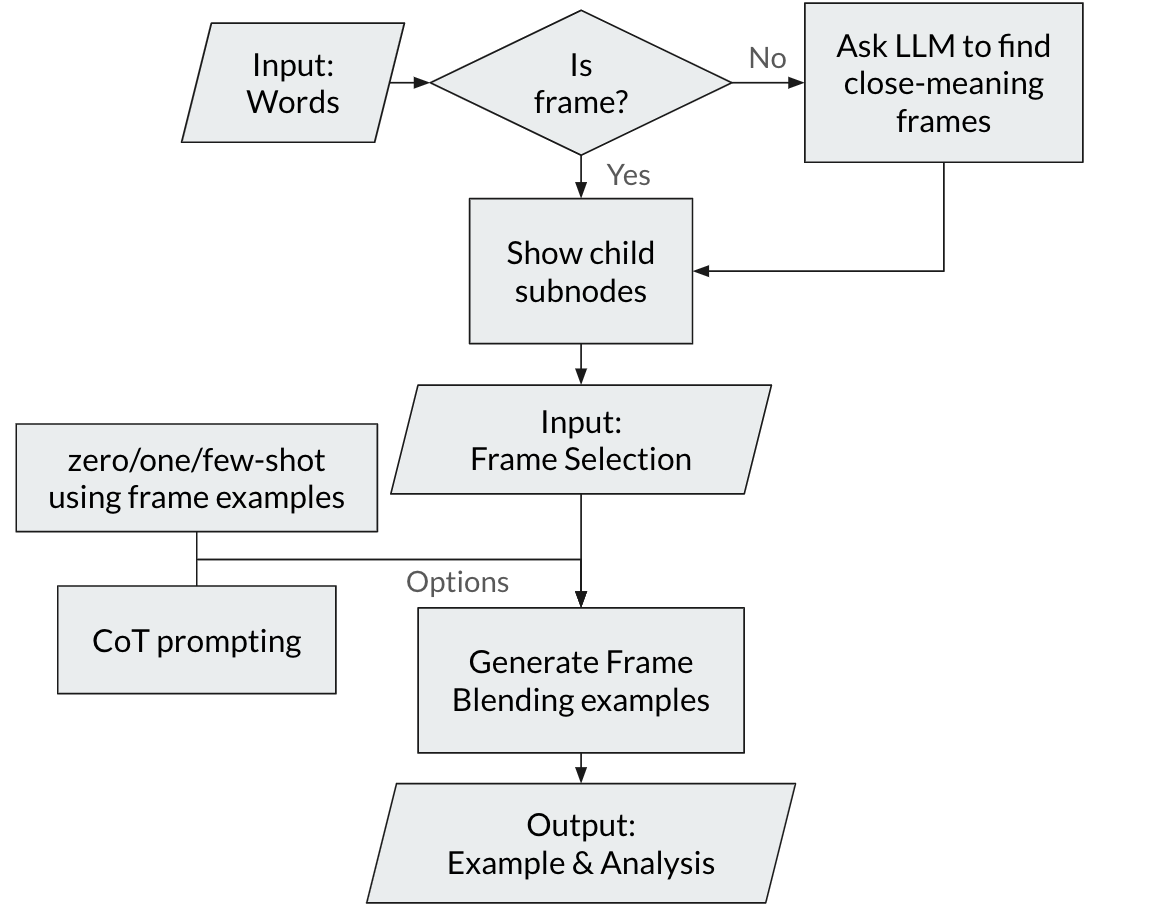 Input:
Words
Is
frame?
No
Ask LLM to find
close-meaning
frames
Yes
Show child
subnodes
Input:
Frame Selection
zero/one/few-shot
using frame examples
Options
CoT prompting
Generate Frame
Blending examples
Output:
Example & Analysis